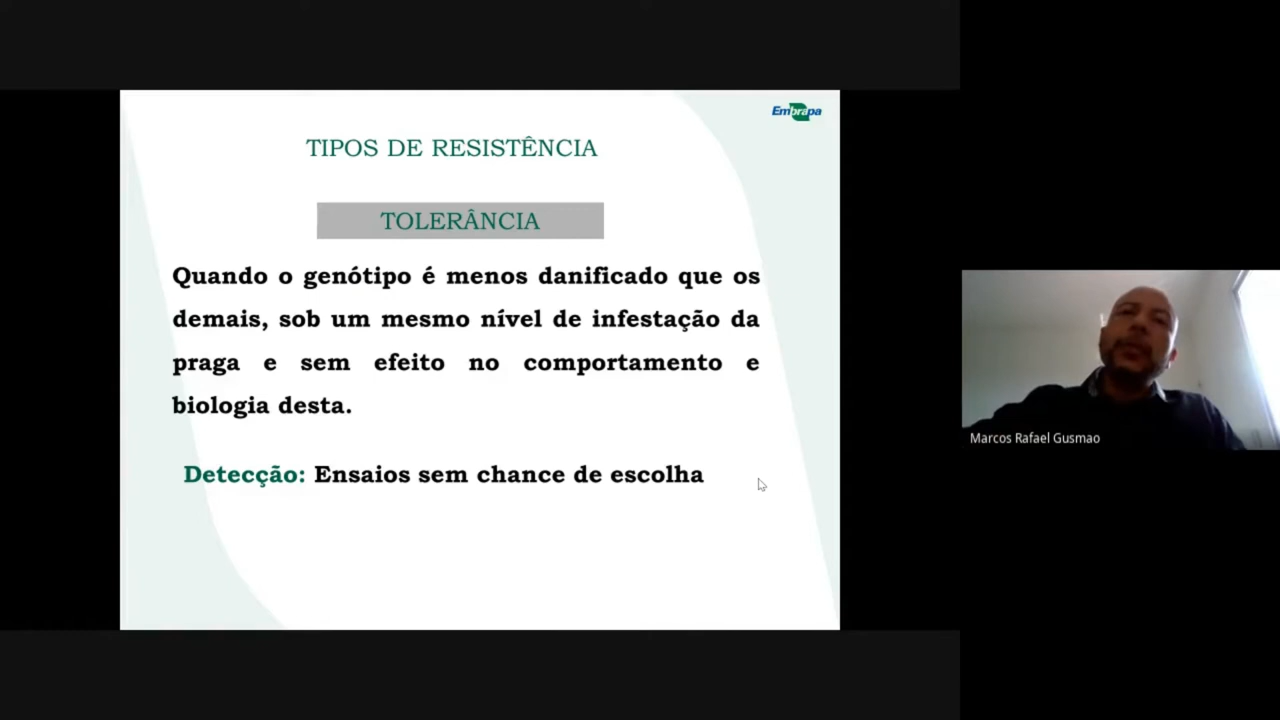 Embrapa
TIPOS DE RESISTÊNCIA
TOLERÂNCIA
Quando o genótipo é menos danificado que os
demais, sob um mesmo nível de infestação da
praga e sem efeito no comportamento e
biologia desta.
Detecção: Ensaios sem chance de escolha
Marcos Rafael Gusmao